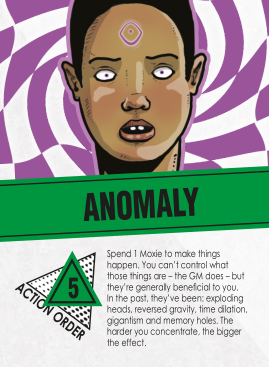 ANOMALY
5
ACTION ORDER
Spend 1 Moxie to make things
happen. You can't control what
those things are – the GM does – but
they're generally beneficial to you.
In the past, they've been: exploding
heads, reversed gravity, time dilation,
gigantism and memory holes. The
harder you concentrate, the bigger
the effect.